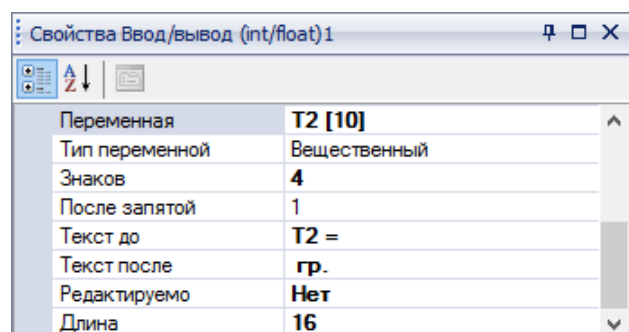 Свойства Ввод/вывод (int/float)1
Переменная T2 [10]
Тип переменной Вещественный
Знаков 4
После запятой 1
Текст до T2 =
Текст после гр.
Редактируемо Нет
Длина 16